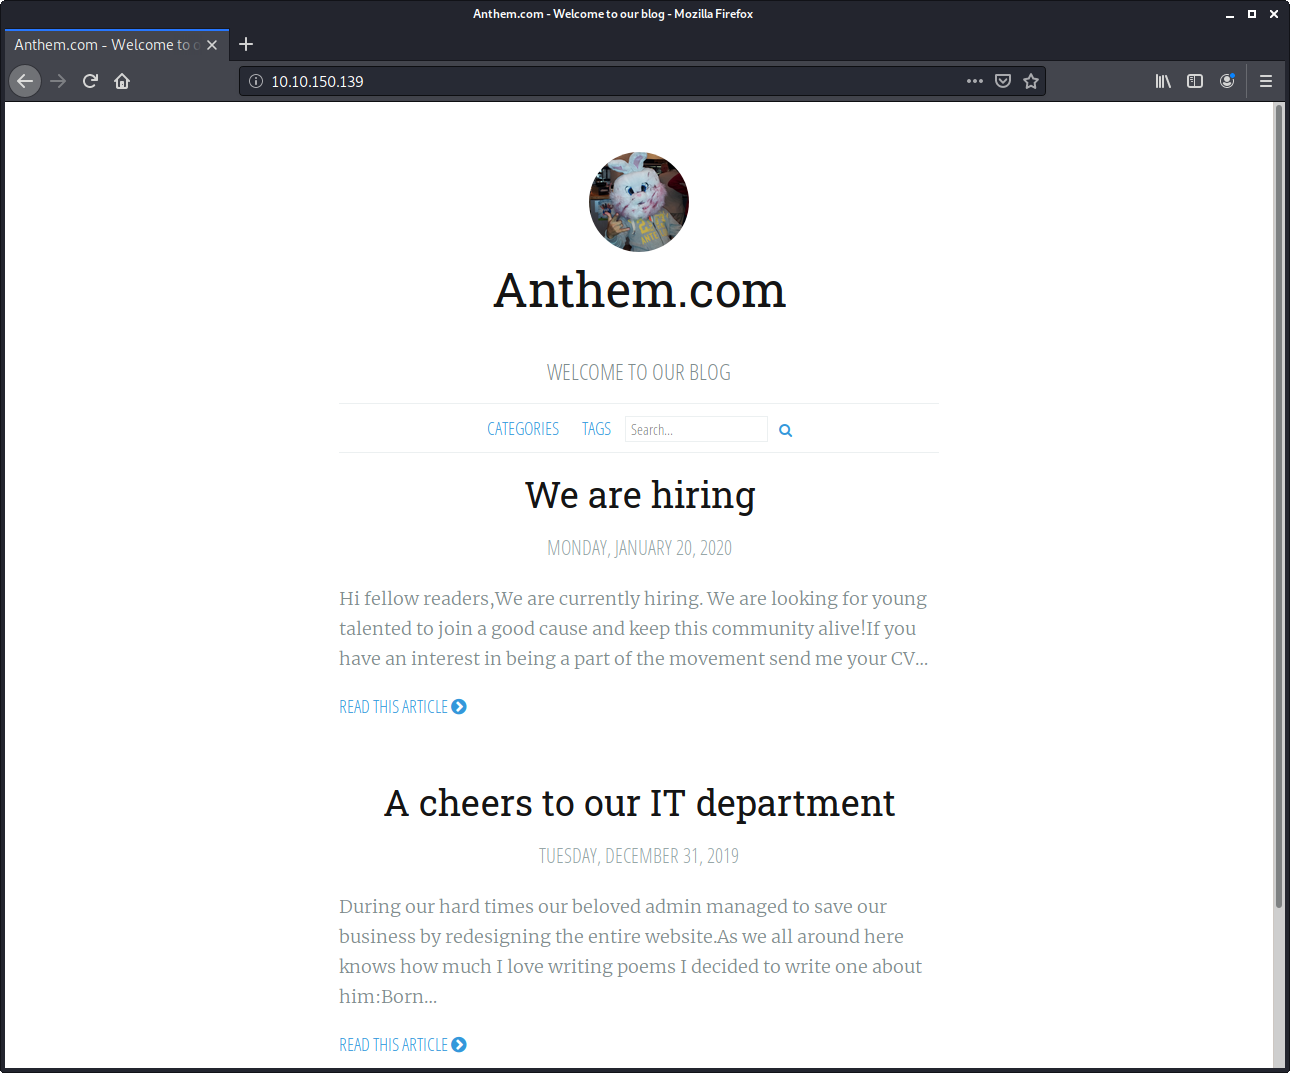 Anthem.com - Welcome to our blog - Mozilla Firefox
Anthem.com - Welcome to o
10.10.150.139
Anthem.com
WELCOME TO OUR BLOG
CATEGORIES TAGS Search...
We are hiring
MONDAY, JANUARY 20, 2020
Hi fellow readers,We are currently hiring. We are looking for young
talented to join a good cause and keep this community alive!If you
have an interest in being a part of the movement send me your CV...
READ THIS ARTICLE
A cheers to our IT department
TUESDAY, DECEMBER 31, 2019
During our hard times our beloved admin managed to save our
business by redesigning the entire website.As we all around here
knows how much I love writing poems I decided to write one about
him:Born...
READ THIS ARTICLE